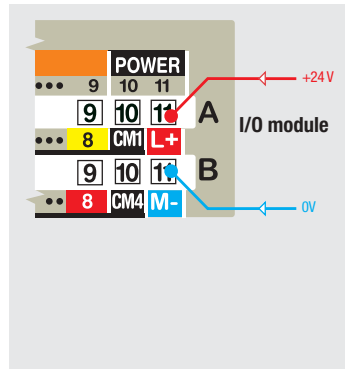 POWER
••• 9 10 11
+24 V
9 10 11 A
I/O module
••• 8 CM1 L+
9 10 11 B
•• 8 CM4 M-
0V